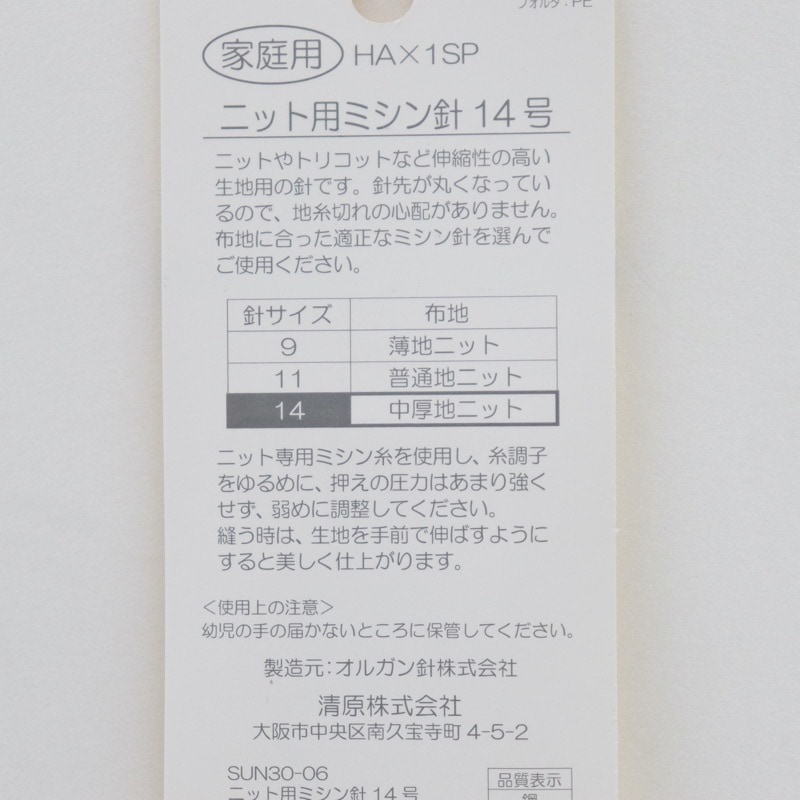 フォルダ：PE
家庭用 HA×1SP
ニット用ミシン針 14号
ニットやトリコットなど伸縮性の高い
生地用の針です。針先が丸くなってい
るので、地糸切れの心配がありません。
布地に合った適正なミシン針を選んで
ご使用ください。
針サイズ 布地
9 薄地ニット
11 普通地ニット
14 中厚地ニット
ニット専用ミシン糸を使用し、糸調子
をゆるめに、押えの圧力はあまり強く
せず、弱めに調整してください。
縫う時は、生地を手前で伸ばすように
すると美しく仕上がります。
＜使用上の注意＞
幼児の手の届かないところに保管してください。
製造元：オルガン針株式会社
清原株式会社
大阪市中央区南久宝寺町 4-5-2
SUN30-06
品質表示
ニット用ミシン針 14号